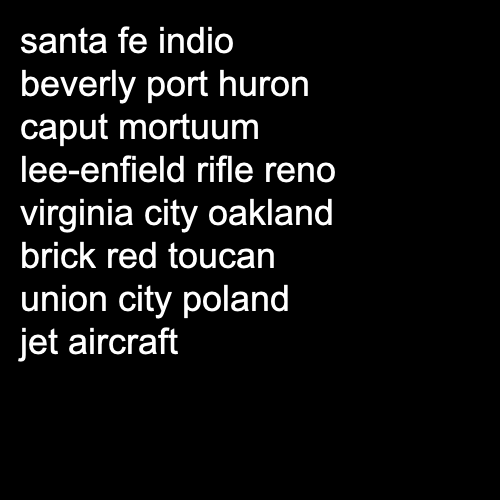 santa fe indio
beverly port huron
caput mortuum
lee-enfield rifle reno
virginia city oakland
brick red toucan
union city poland
jet aircraft